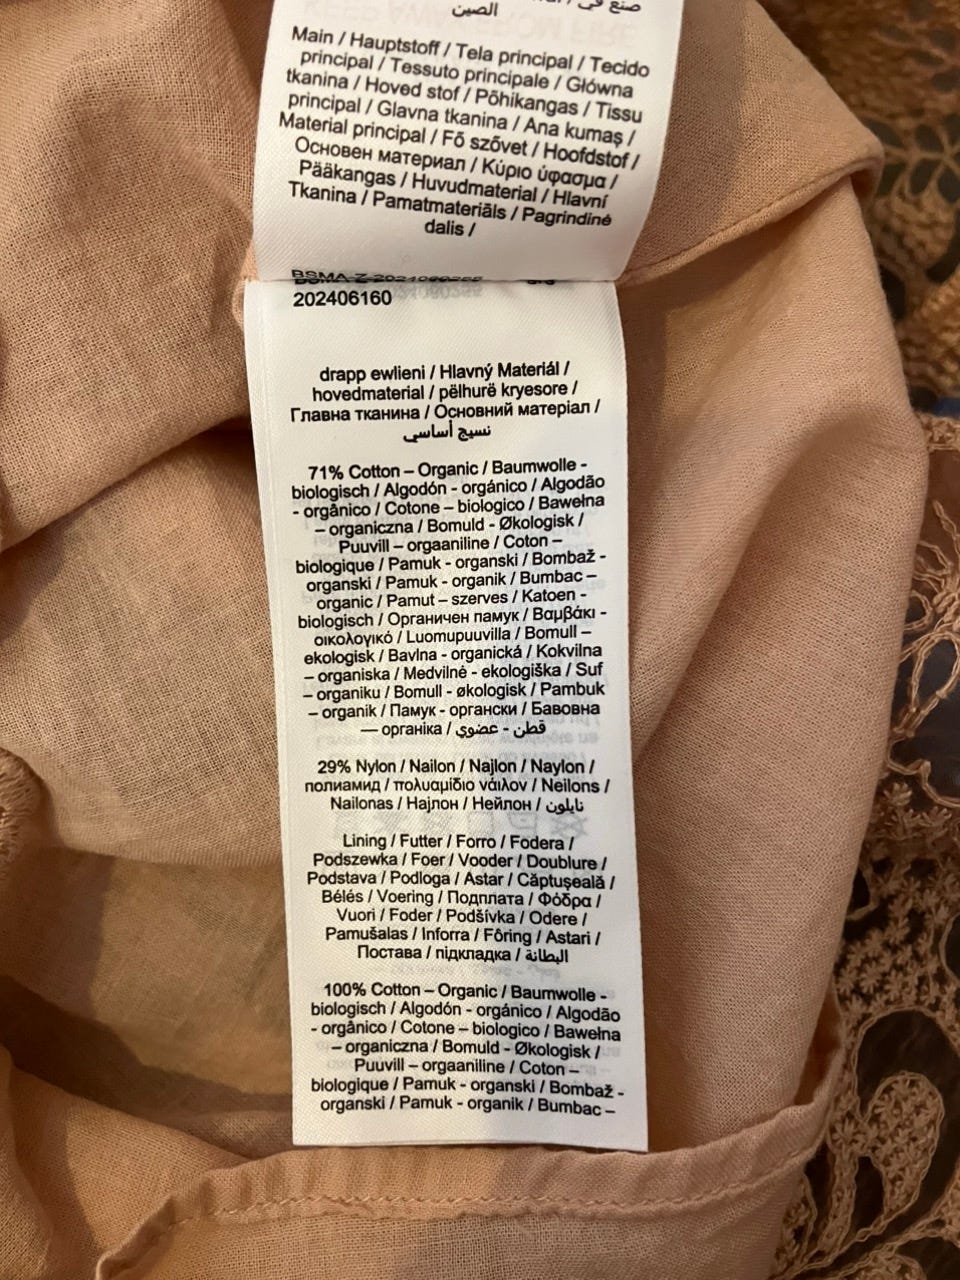 صنع في
الصين
Main / Hauptstoff / Tela principal / Tecido
principal / Tessuto principale / Główna
tkanina / Hoved stof / Põhikangas / Tissu
principal / Glavna tkanina / Ana kumaş /
Material principal / Fő szővet / Hoofdstof /
Основен материал / Κύριο ύφασμα /
Pääkangas / Huvudmaterial / Hlavní
Tkanina / Pamatmateriāls / Pagrindinė
dalis /
202406160
drapp ewlieni / Hlavný Materiál /
hovedmaterial / pëlhurë kryesore /
Главна тканина / Основний матеріал /
نسيج أساسي
71% Cotton – Organic / Baumwolle -
biologisch / Algodón - orgánico / Algodão
- orgânico / Cotone – biologico / Bawełna
– organiczna / Bomuld - Økologisk /
Puuvill – orgaaniline / Coton –
biologique / Pamuk - organski / Bombaž -
organski / Pamuk - organik / Bumbac –
organic / Pamut – szerves / Katoen -
biologisch / Органичен памук / Βαμβάκι -
οικολογικό / Luomupuuvilla / Bomull –
ekologisk / Bavlna - organická / Kokvilna
– organiska / Medvilnė - ekologiška / Suf
– organiku / Bomull - økologisk / Pambuk
– organik / Памук - органски / Бавовна
— органіка / قطن - عضوي
29% Nylon / Nailon / Najlon / Naylon /
полиамид / πολυαμίδιο νάιλον / Neilons /
Nailonas / Најлон / Нейлон / نايلون
Lining / Futter / Forro / Fodera /
Podszewka / Foer / Vooder / Doublure /
Podstava / Podloga / Astar / Căptuşeală /
Bélés / Voering / Подплата / Φόδρα /
Vuori / Foder / Podšívka / Odere /
Pamušalas / Inforra / Fôring / Astari /
Постава / підкладка / البطانة
100% Cotton – Organic / Baumwolle -
biologisch / Algodón - orgánico / Algodão
- orgânico / Cotone – biologico / Bawełna
– organiczna / Bomuld - Økologisk /
Puuvill – orgaaniline / Coton –
biologique / Pamuk - organski / Bombaž -
organski / Pamuk - organik / Bumbac –